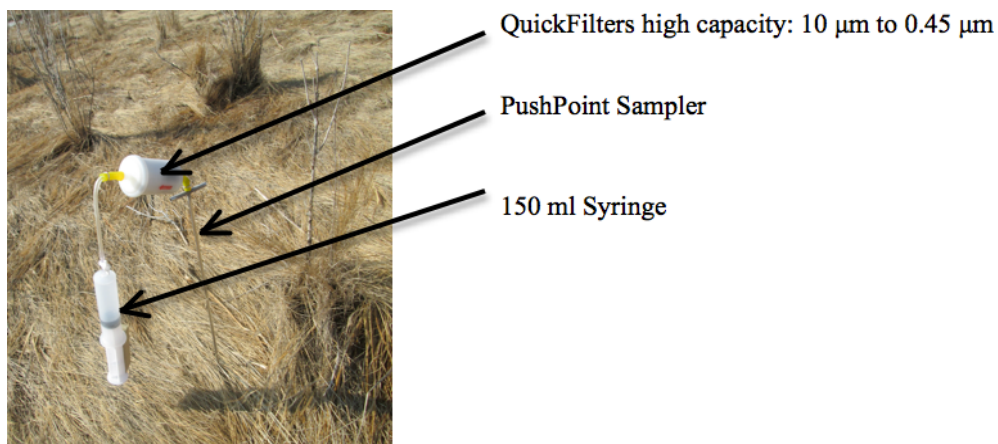 QuickFilters high capacity: 10 μm to 0.45 μm
PushPoint Sampler
150 ml Syringe